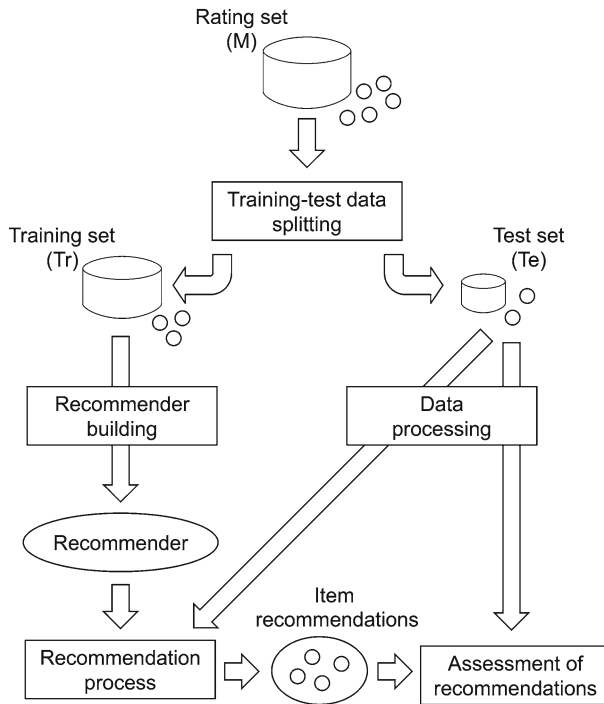 Rating set
(M)
Training-test data
splitting
Training set
(Tr)
Test set
(Te)
Recommender
building
Data
processing
Recommender
Item
recommendations
Recommendation
process
Assessment of
recommendations